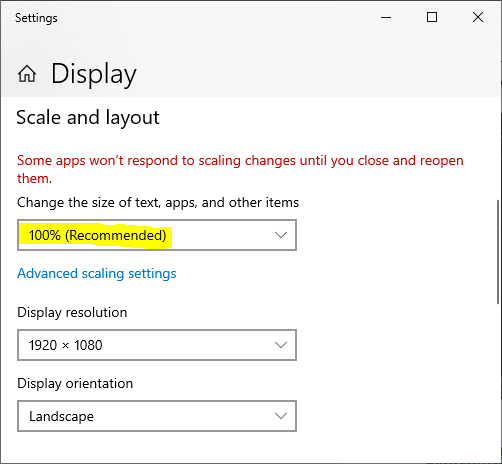 Settings
Display
Scale and layout
Some apps won't respond to scaling changes until you close and reopen
them.
Change the size of text, apps, and other items
100% (Recommended)
Advanced scaling settings
Display resolution
1920 × 1080
Display orientation
Landscape